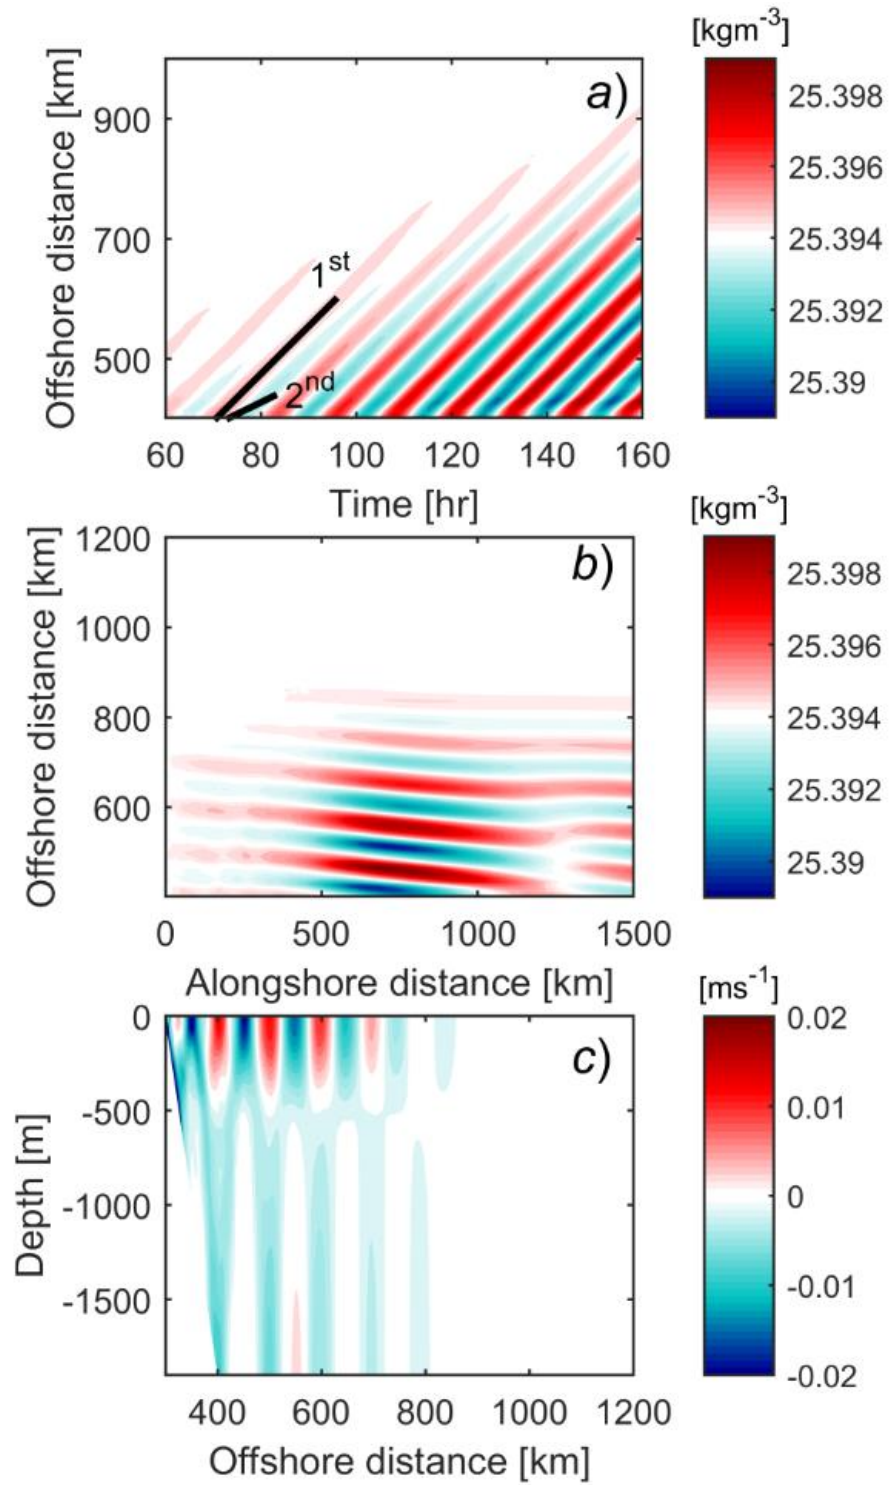 [kgm-3]
a)
Offshore distance [km]
900
700
500
1st
2nd
60 80 100 120 140 160
Time [hr]
25.398
25.396
25.394
25.392
25.39
[kgm-3]
b)
Offshore distance [km]
1200
1000
800
600
0 500 1000 1500
Alongshore distance [km]
25.398
25.396
25.394
25.392
25.39
[ms-1]
c)
Depth [m]
0
-500
-1000
-1500
400 600 800 1000 1200
Offshore distance [km]
0.02
0.01
0
-0.01
-0.02